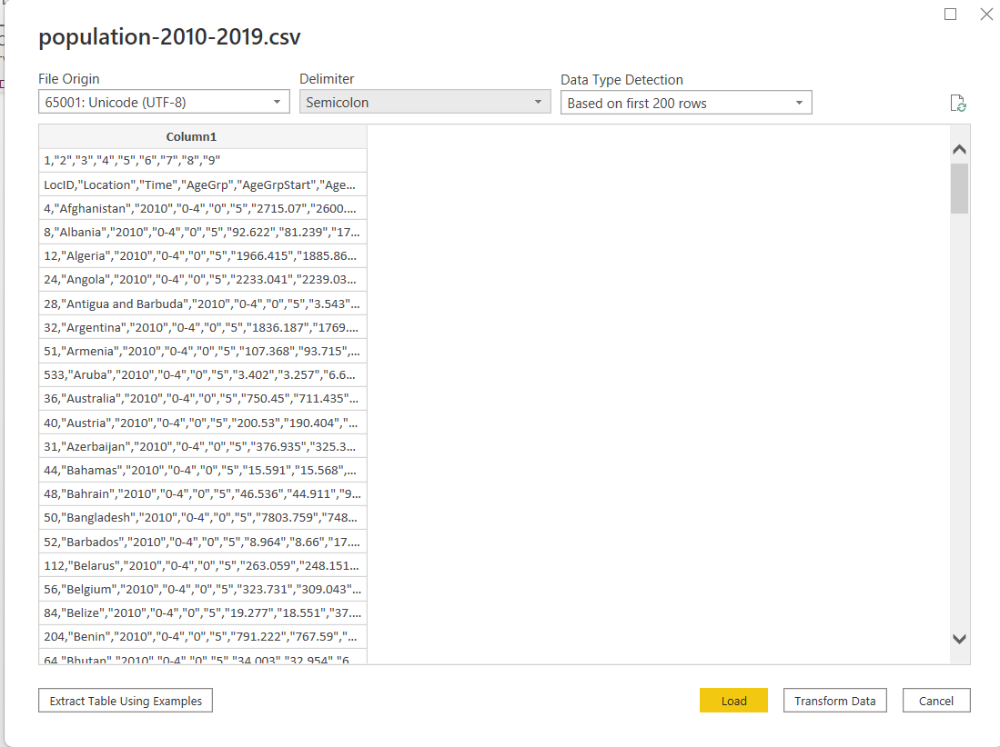 population-2010-2019.csv
File Origin
Delimiter
Data Type Detection
65001: Unicode (UTF-8)
Semicolon
Based on first 200 rows
Column1
1,"2","3","4","5","6","7","8","9"
LocID,"Location","Time","AgeGrp","AgeGrpStart","Age...
4,"Afghanistan","2010","0-4","0","5","2715.07","2600....
8,"Albania","2010","0-4","0","5","92.622","81.239","17...
12,"Algeria","2010","0-4","0","5","1966.415","1885.86...
24,"Angola","2010","0-4","0","5","2233.041","2239.03...
28,"Antigua and Barbuda","2010","0-4","0","5","3.543"...
32,"Argentina","2010","0-4","0","5","1836.187","1769....
51,"Armenia","2010","0-4","0","5","107.368","93.715",...
533,"Aruba","2010","0-4","0","5","3.402","3.257","6.6...
36,"Australia","2010","0-4","0","5","750.45","711.435"...
40,"Austria","2010","0-4","0","5","200.53","190.404","...
31,"Azerbaijan","2010","0-4","0","5","376.935","325.3...
44,"Bahamas","2010","0-4","0","5","15.591","15.568",...
48,"Bahrain","2010","0-4","0","5","46.536","44.911","9...
50,"Bangladesh","2010","0-4","0","5","7803.759","748...
52,"Barbados","2010","0-4","0","5","8.964","8.66","17....
112,"Belarus","2010","0-4","0","5","263.059","248.151...
56,"Belgium","2010","0-4","0","5","323.731","309.043"...
84,"Belize","2010","0-4","0","5","19.277","18.551","37....
204,"Benin","2010","0-4","0","5","791.222","767.59","...
64,"Bhutan","2010","0-4","0","5","34.003","32.954","6
Extract Table Using Examples
Load
Transform Data
Cancel